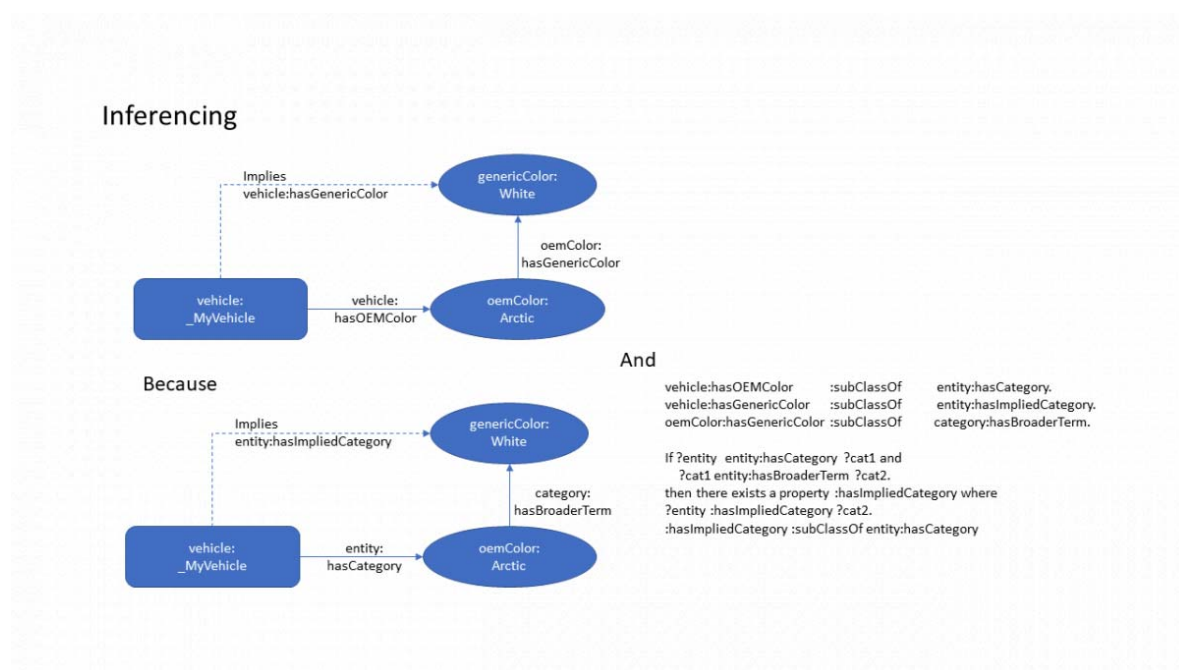 Inferencing
Implies
vehicle:hasGenericColor
genericColor:
White
oemColor:
hasGenericColor
vehicle:
_MyVehicle
vehicle:
hasOEMColor
oemColor:
Arctic
Because
Implies
entity:hasImpliedCategory
genericColor:
White
category:
hasBroaderTerm
vehicle:
_MyVehicle
entity:
hasCategory
oemColor:
Arctic
And
vehicle:hasOEMColor :subClassOf entity:hasCategory.
vehicle:hasGenericColor :subClassOf entity:hasImpliedCategory.
oemColor:hasGenericColor :subClassOf category:hasBroaderTerm.
If ?entity entity:hasCategory ?cat1 and
?cat1 entity:hasBroaderTerm ?cat2.
then there exists a property :hasImpliedCategory where
?entity :hasImpliedCategory ?cat2.
:hasImpliedCategory :subClassOf entity:hasCategory